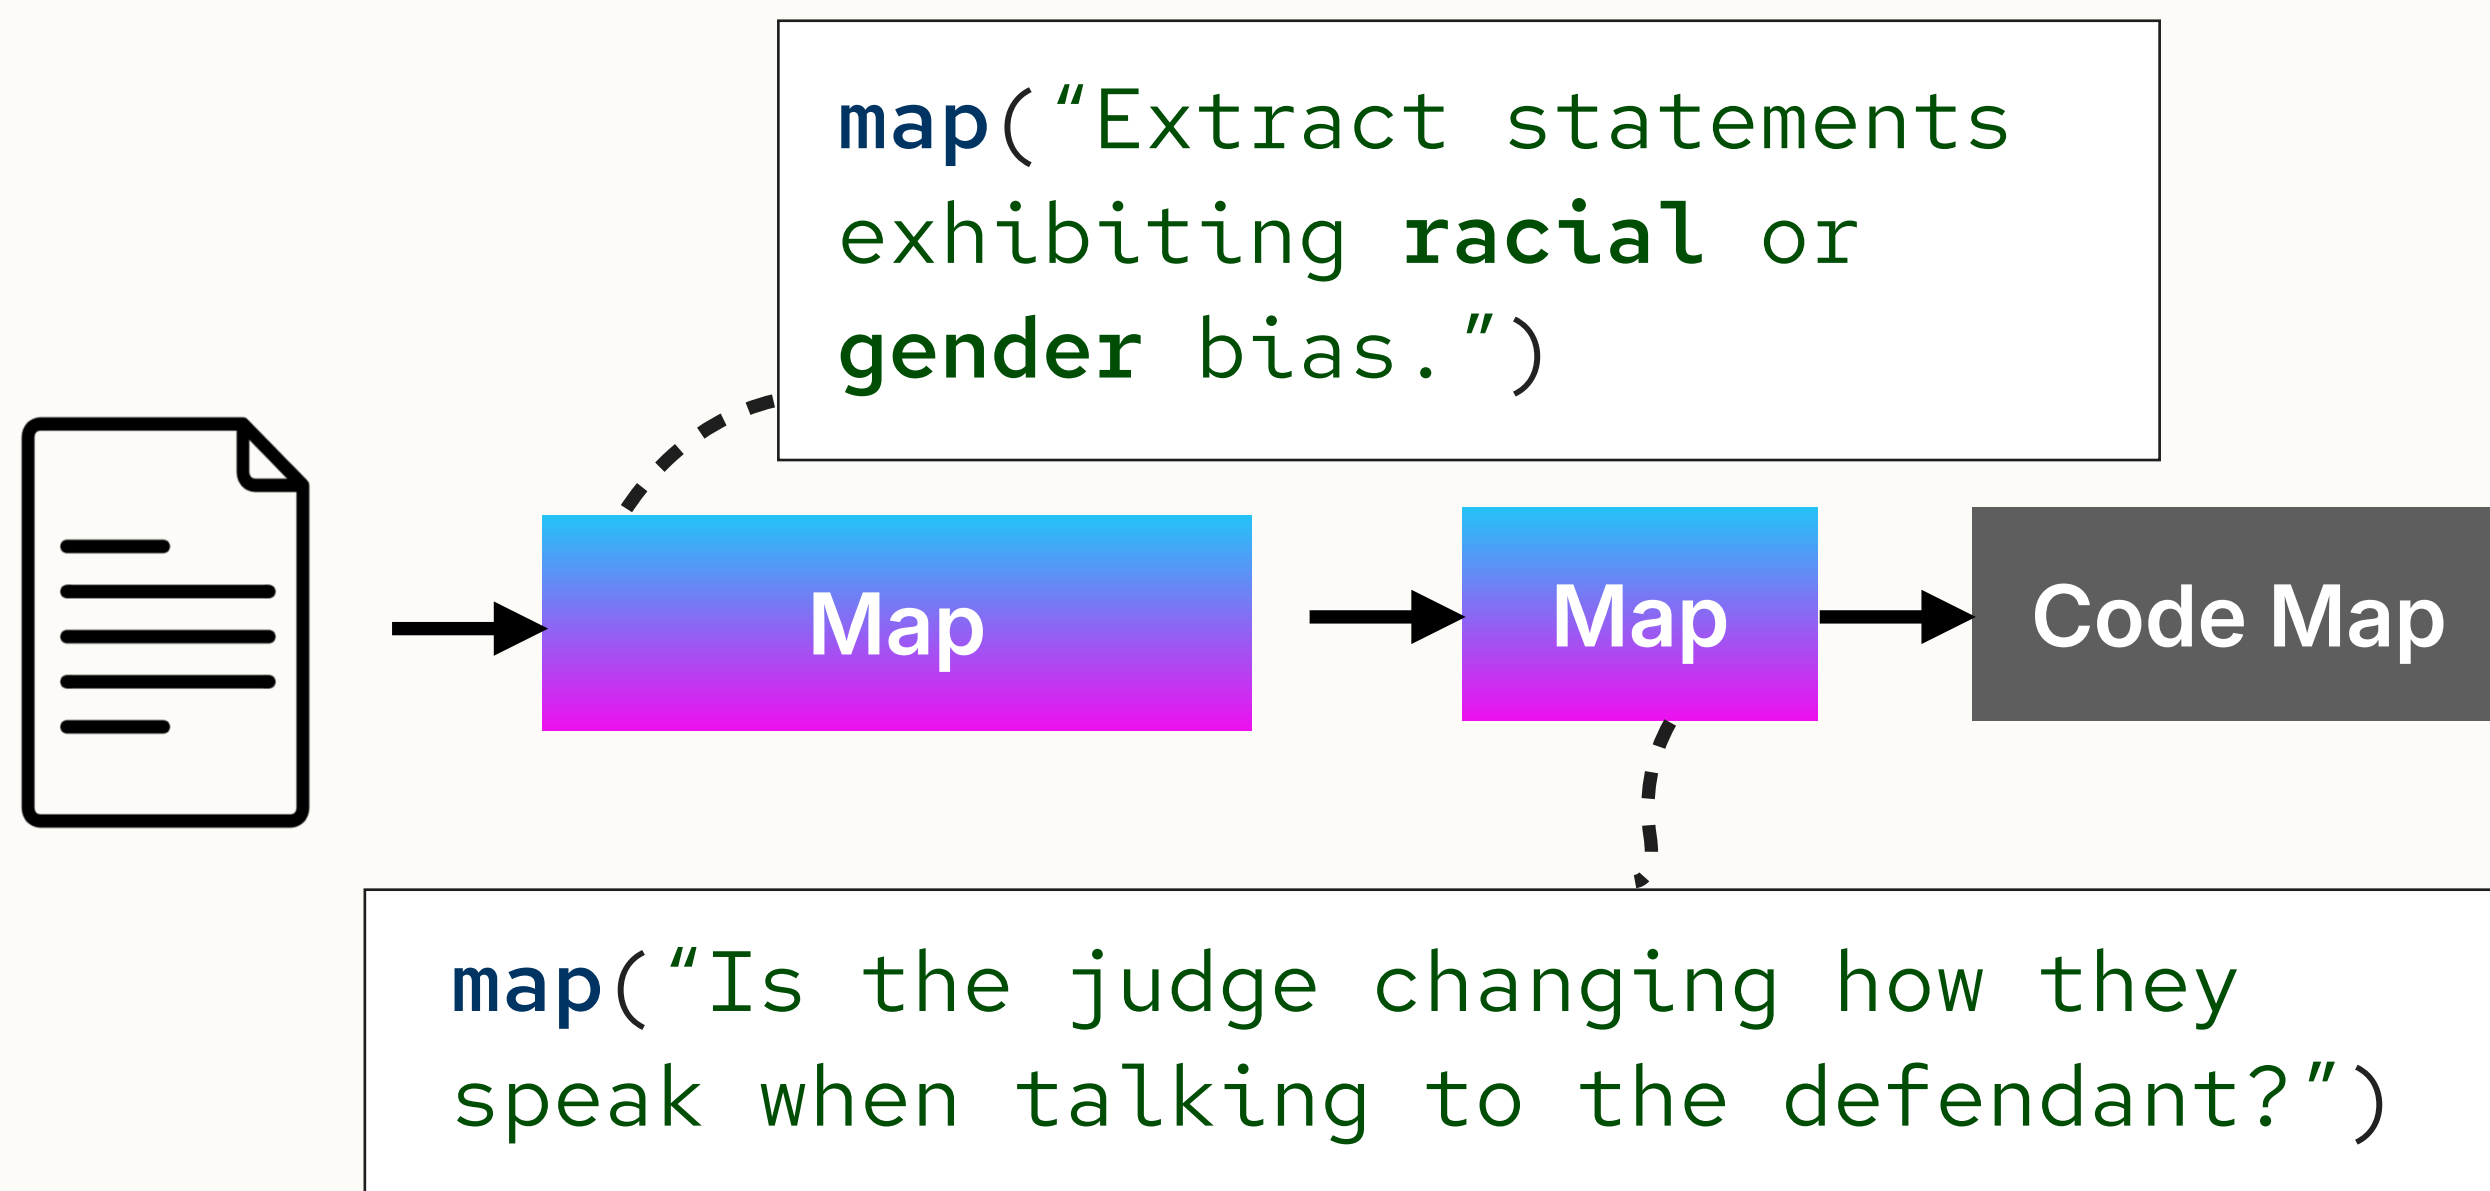 map(“Extract statements
exhibiting racial or
gender bias.”)
Map
Map
Code Map
map(“Is the judge changing how they
speak when talking to the defendant?”)